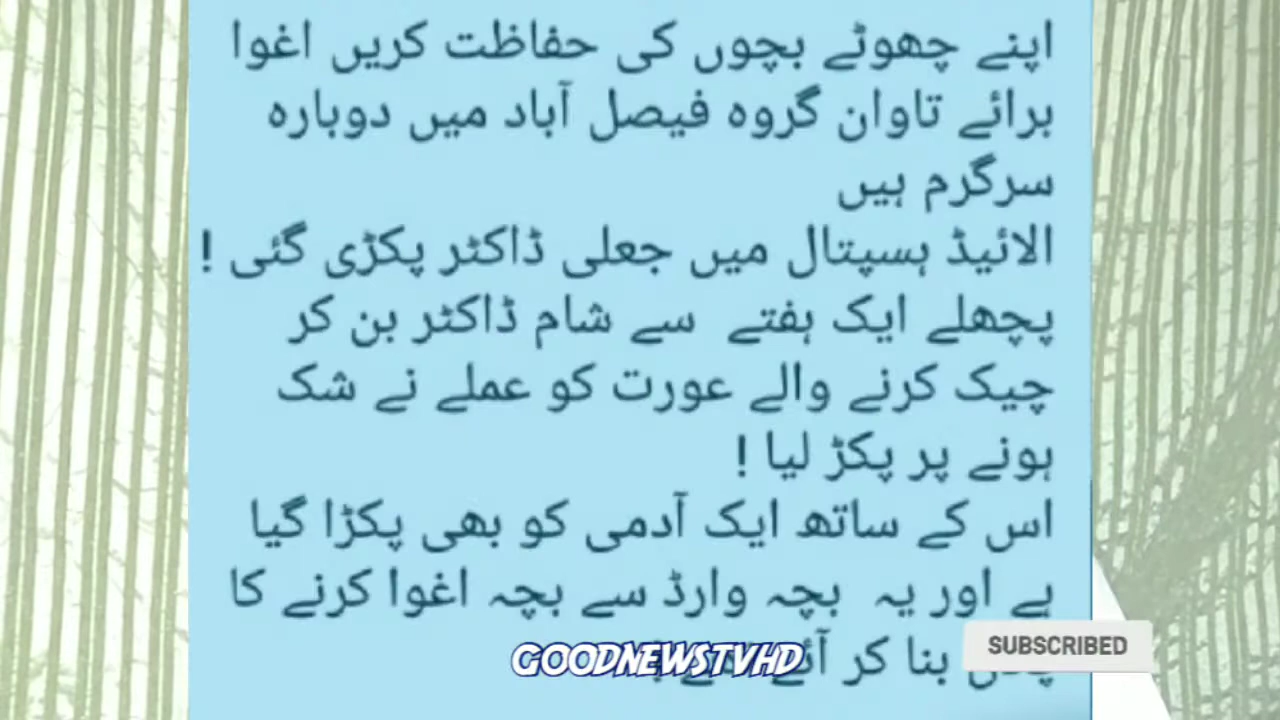 اپنے چھوٹے بچوں کی حفاظت کریں اغوا
برائے تاوان گروہ فیصل آباد میں دوبارہ
سرگرم ہیں
الائیڈ ہسپتال میں جعلی ڈاکٹر پکڑی گئی !
پچھلے ایک ہفتے سے شام ڈاکٹر بن کر
چیک کرنے والے عورت کو عملے نے شک
ہونے پر پکڑ لیا !
اس کے ساتھ ایک آدمی کو بھی پکڑا گیا
ہے اور یہ بچہ وارڈ سے بچہ اغوا کرنے کا
بنا کر آئے
GOODNEWSTVHD
SUBSCRIBED